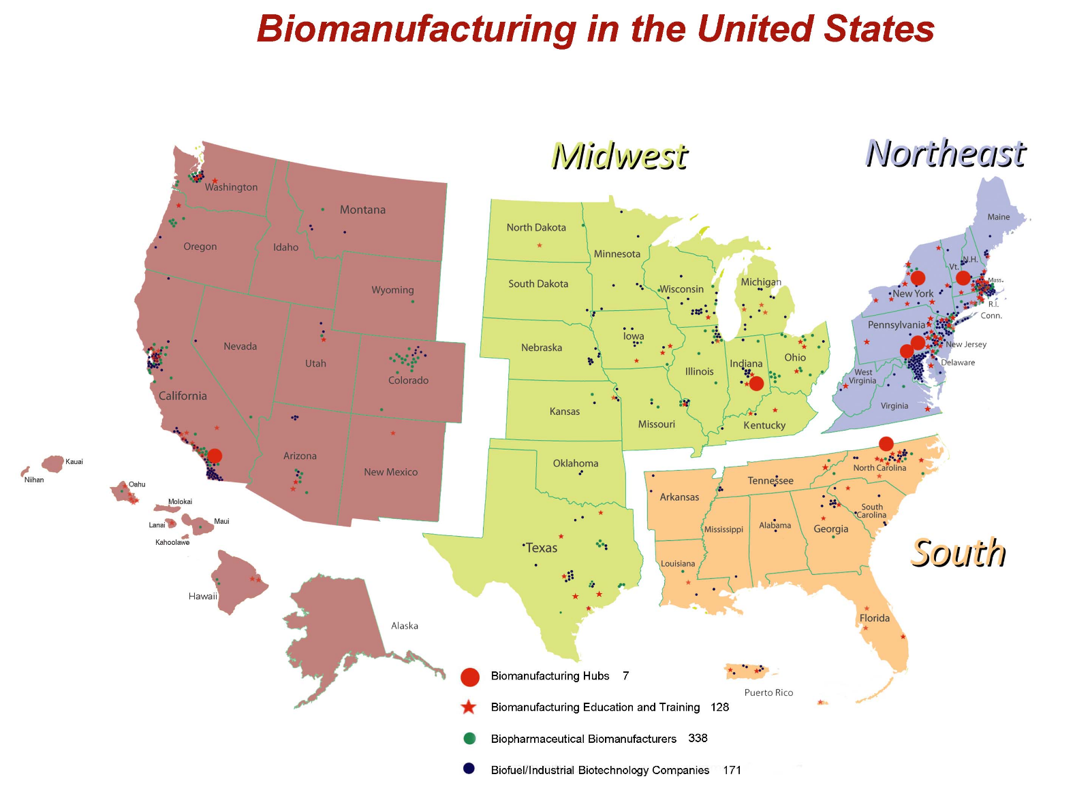 Biomanufacturing in the United States
Midwest
Northeast
Washington
Oregon
Idaho
Montana
Wyoming
Nevada
Utah
Colorado
California
Arizona
New Mexico
Kauai
Niihan
Oahu
Molokai
Lanai
Maui
Kahoolawe
Hawaii
Alaska
North Dakota
South Dakota
Nebraska
Kansas
Oklahoma
Texas
Minnesota
Iowa
Missouri
Wisconsin
Illinois
Michigan
Indiana
Ohio
Kentucky
Maine
N.H.
Vt.
Mass.
R.I.
Conn.
New York
Pennsylvania
New Jersey
Delaware
West
Virginia
Virginia
North Carolina
South
Carolina
Tennessee
Arkansas
Mississippi
Alabama
Georgia
Louisiana
Florida
South
Puerto Rico
Biomanufacturing Hubs 7
Biomanufacturing Education and Training 128
Biopharmaceutical Biomanufacturers 338
Biofuel/Industrial Biotechnology Companies 171